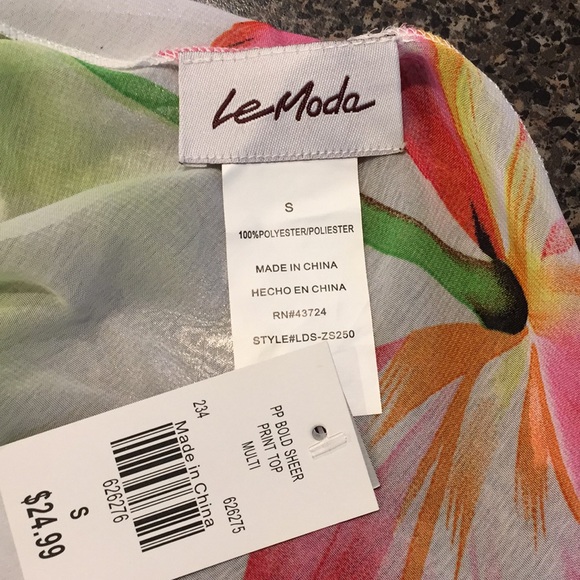 Le Moda
S
100%POLYESTER/POLIESTER
MADE IN CHINA
HECHO EN CHINA
RN#43724
STYLE#LDS-ZS250
PP BOLD SHEER
PRINT TOP
MULTI
626275
234
Made in China
626276
S
$24.99